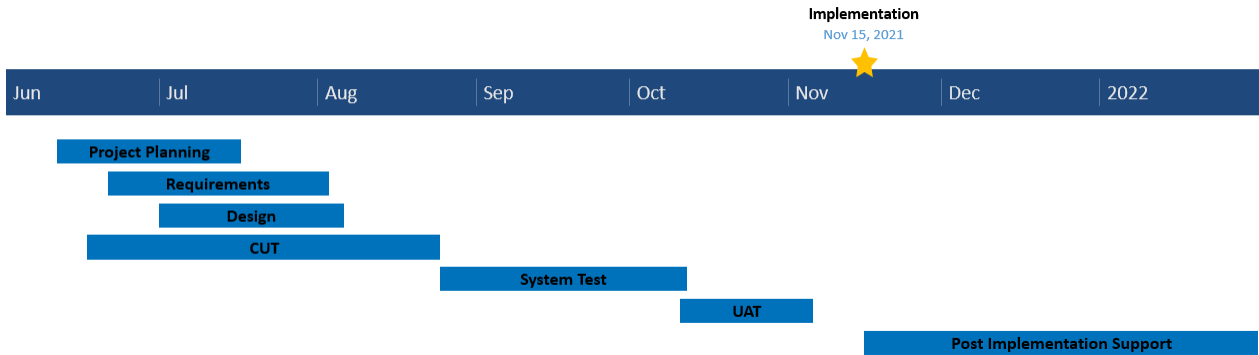 Implementation
Nov 15, 2021
Jun Jul Aug Sep Oct Nov Dec 2022
Project Planning
Requirements
Design
CUT
System Test
UAT
Post Implementation Support